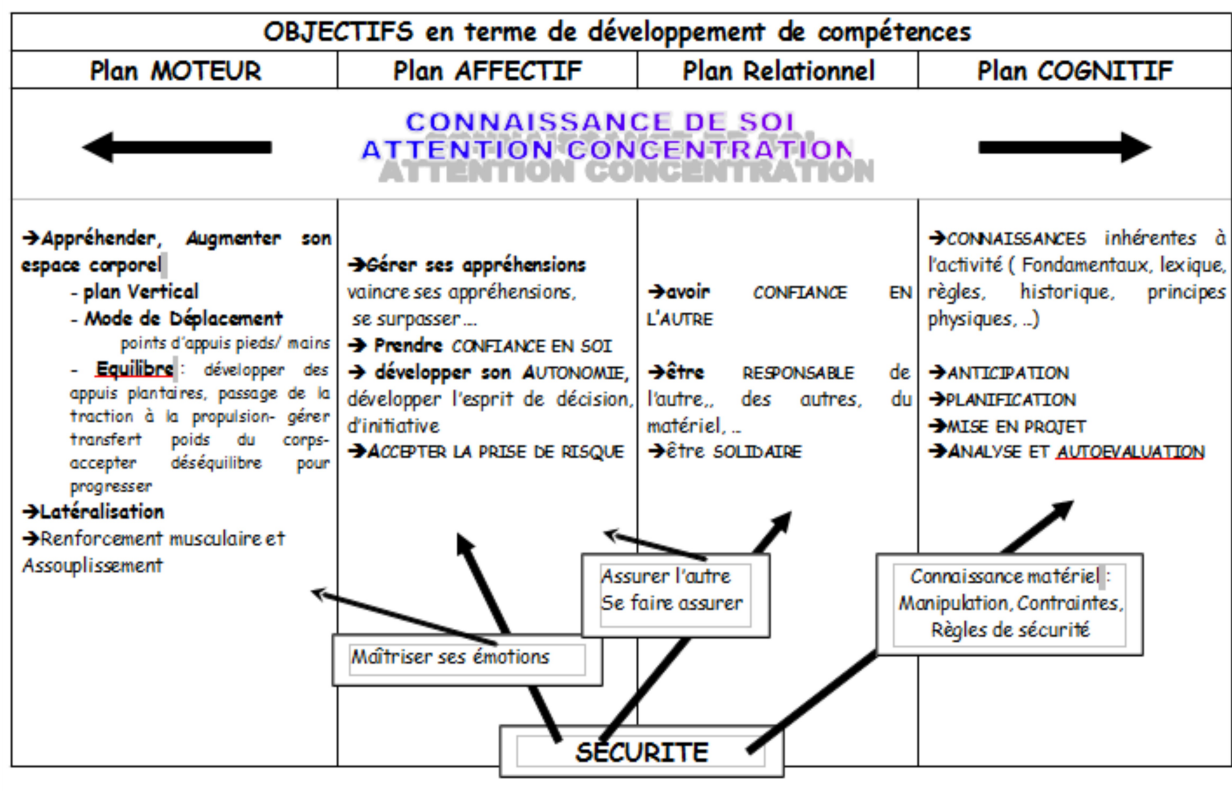 OBJECTIFS en terme de développement de compétences
Plan MOTEUR
Plan AFFECTIF
Plan Relationnel
Plan COGNITIF
CONNAISSANCE DE SOI
ATTENTION CONCENTRATION
➔Appréhender, Augmenter son
espace corporel
- plan Vertical
- Mode de Déplacement
points d'appuis pieds/ mains
- Equilibre : développer des
appuis plantaires, passage de la
traction à la propulsion- gérer
transfert poids du corps-
accepter déséquilibre pour
progresser
➔Latéralisation
➔Renforcement musculaire et
Assouplissement
➔Gérer ses appréhensions
vaincre ses appréhensions,
se surpasser....
➔ Prendre CONFIANCE EN SOI
➔ développer son AUTONOMIE,
développer l'esprit de décision,
d'initiative
➔ACCEPTER LA PRISE DE RISQUE
➔avoir CONFIANCE EN
L'AUTRE
➔être RESPONSABLE de
l'autre,, des autres, du
matériel, ...
➔être SOLIDAIRE
➔CONNAISSANCES inhérentes à
l'activité ( Fondamentaux, lexique,
règles, historique, principes
physiques, ...)
➔ANTICIPATION
➔PLANIFICATION
➔MISE EN PROJET
➔ANALYSE ET AUTOEVALUATION
Maîtriser ses émotions
Assurer l'autre
Se faire assurer
Connaissance matériel :
Manipulation, Contraintes,
Règles de sécurité
SECURITE